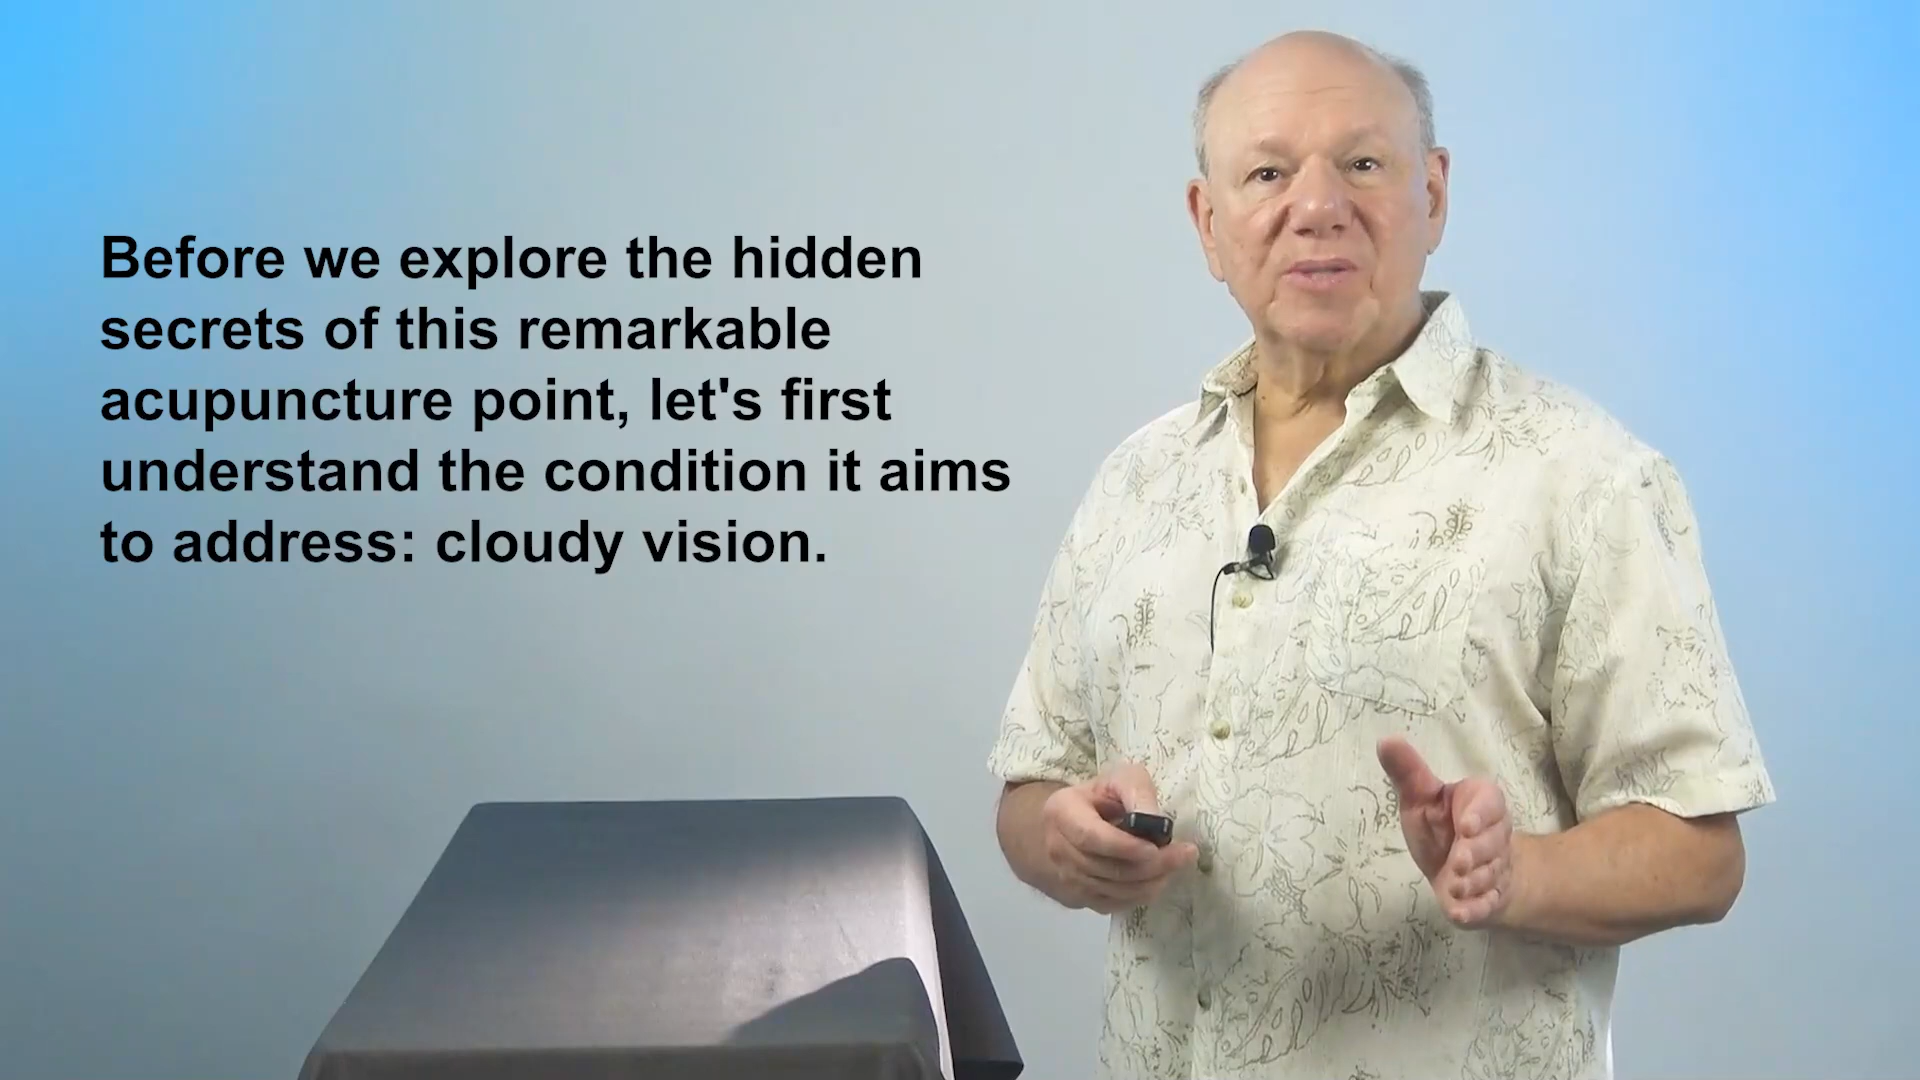 Before we explore the hidden
secrets of this remarkable
acupuncture point, let's first
understand the condition it aims
to address: cloudy vision.